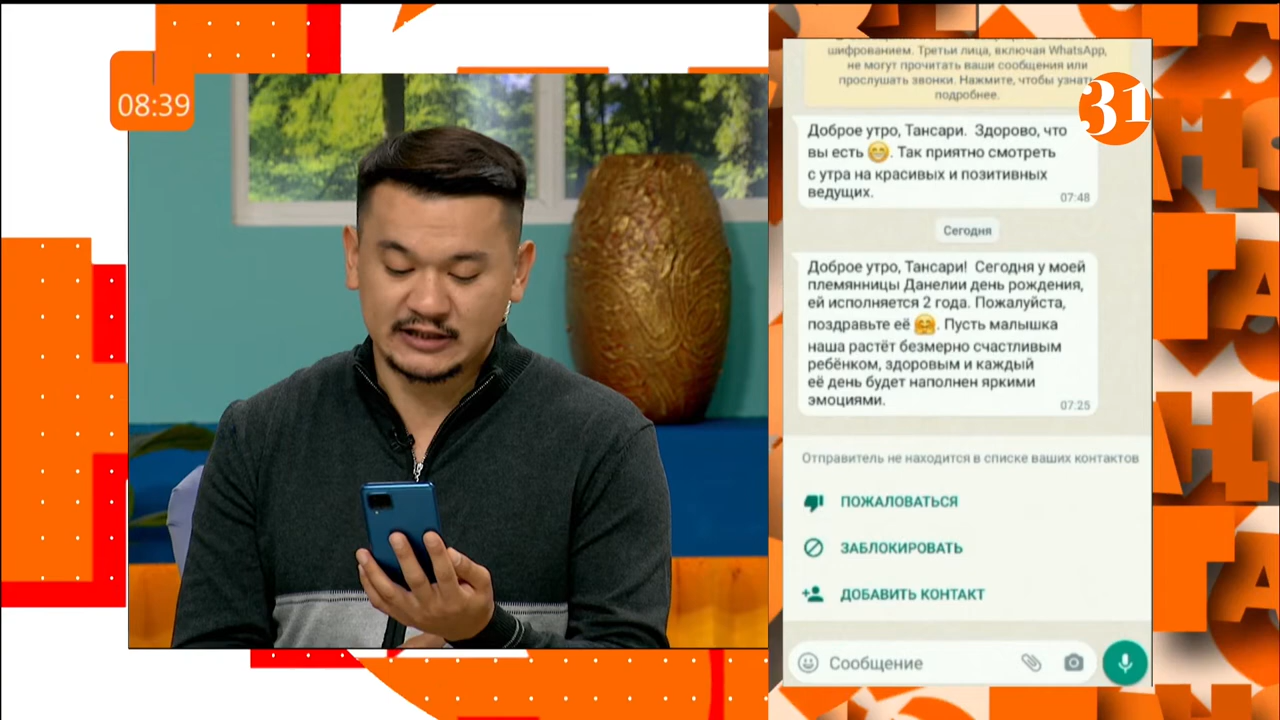 08:39
шифрованием. Третьи лица, включая WhatsApp,
не могут прочитать ваши сообщения или
прослушать звонки. Нажмите, чтобы узнать
подробнее.
31
Доброе утро, Тансари. Здорово, что
вы есть 😁. Так приятно смотреть
с утра на красивых и позитивных
ведущих.
07:48
Сегодня
Доброе утро, Тансари! Сегодня у моей
племянницы Данелии день рождения,
ей исполняется 2 года. Пожалуйста,
поздравьте её 🤗. Пусть малышка
наша растёт безмерно счастливым
ребёнком, здоровым и каждый
её день будет наполнен яркими
эмоциями.
07:25
Отправитель не находится в списке ваших контактов
ПОЖАЛОВАТЬСЯ
ЗАБЛОКИРОВАТЬ
ДОБАВИТЬ КОНТАКТ
Сообщение